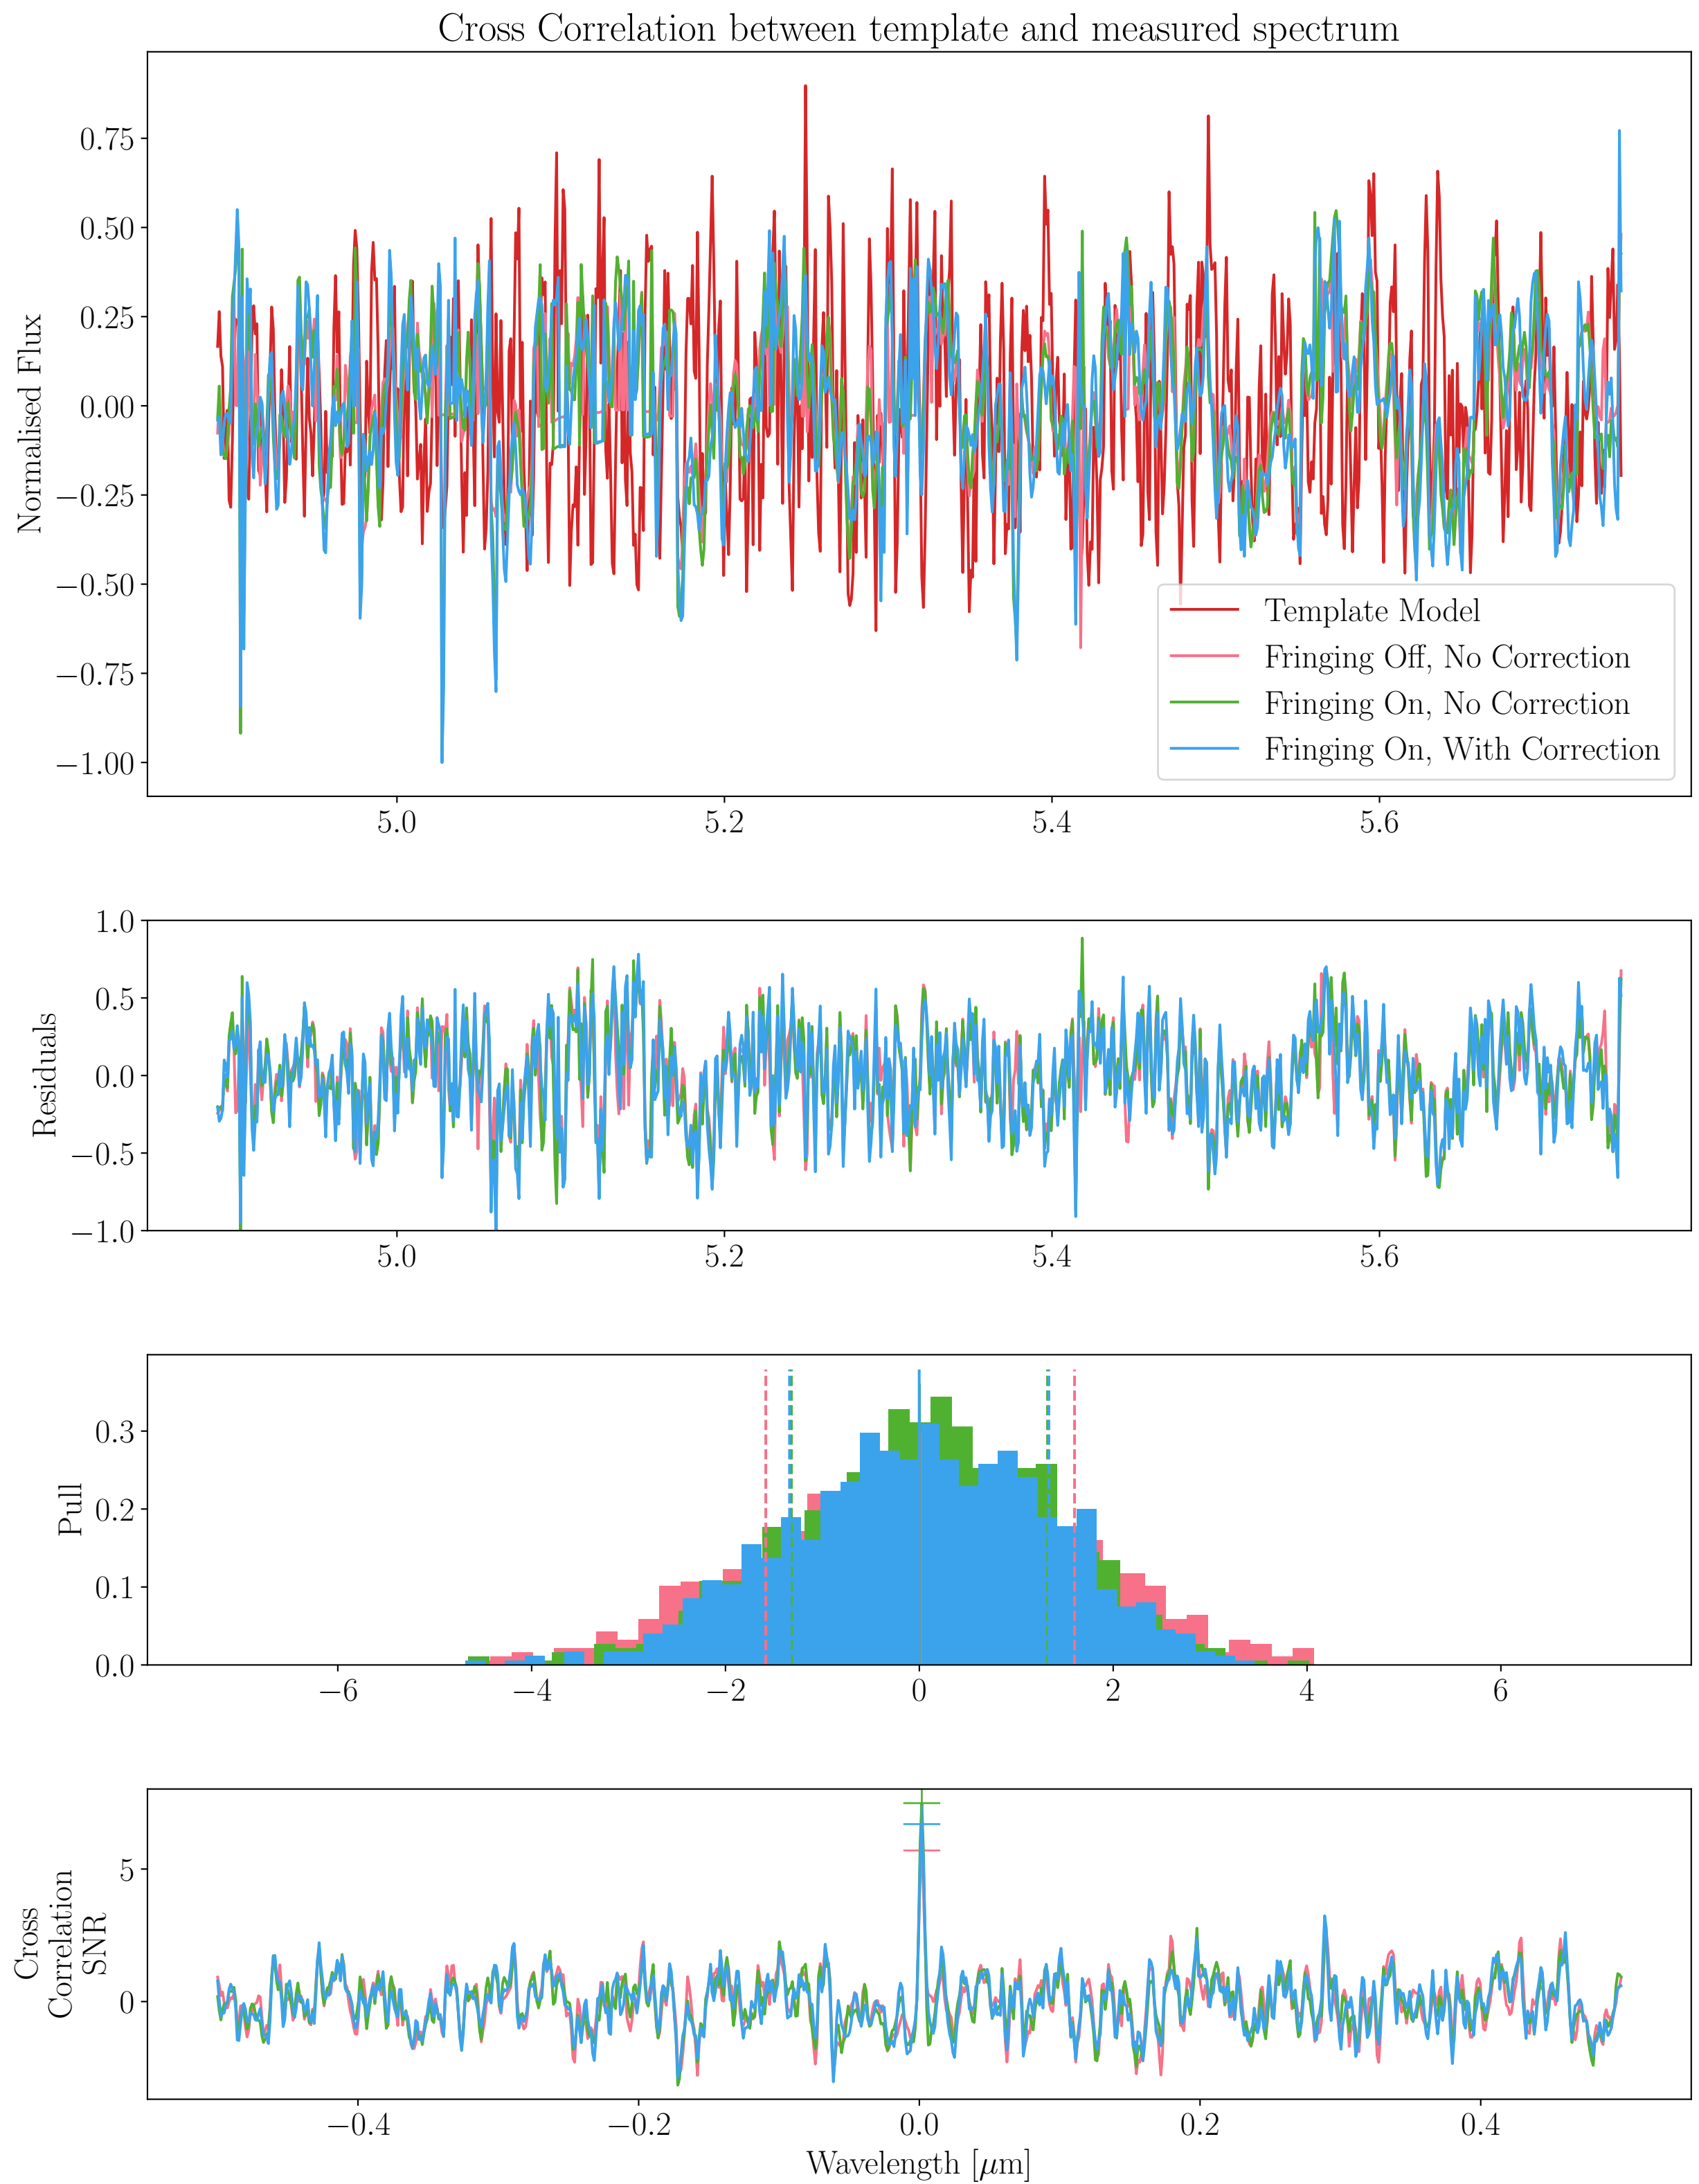 Cross Correlation between template and measured spectrum
Normalised Flux
0.75
0.50
0.25
0.00
−0.25
−0.50
−0.75
−1.00
Template Model
Fringing Off, No Correction
Fringing On, No Correction
Fringing On, With Correction
5.0 5.2 5.4 5.6
Residuals
1.0
0.5
0.0
−0.5
−1.0
5.0 5.2 5.4 5.6
Pull
0.3
0.2
0.1
0.0
−6 −4 −2 0 2 4 6
Cross
Correlation
SNR
5
0
−0.4 −0.2 0.0 0.2 0.4
Wavelength [μm]